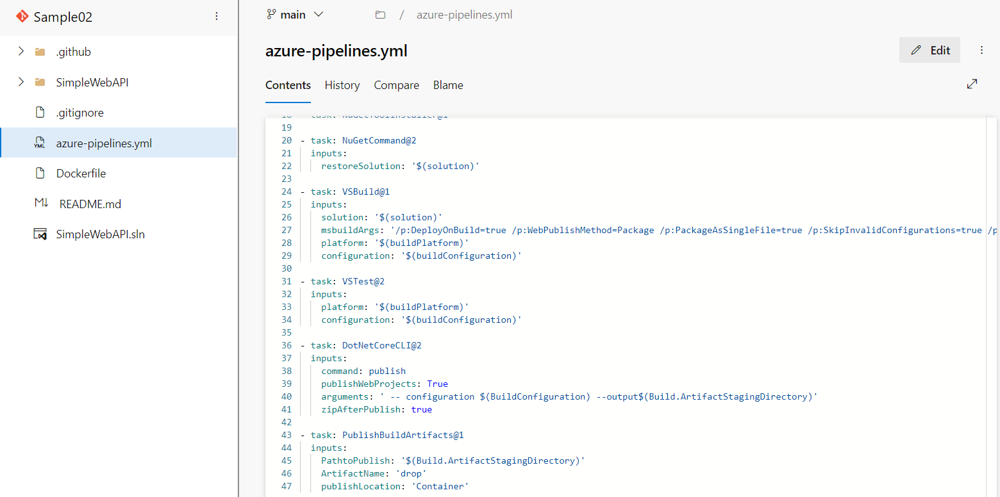 Sample02
.github
SimpleWebAPI
.gitignore
YML azure-pipelines.yml
Dockerfile
M↓ README.md
SimpleWebAPI.sln
main / azure-pipelines.yml
azure-pipelines.yml
Edit
Contents History Compare Blame
18 task: NuGetToolInstaller@1
19
20 - task: NuGetCommand@2
21 inputs:
22 restoreSolution: '$(solution)'
23
24 - task: VSBuild@1
25 inputs:
26 solution: '$(solution)'
27 msbuildArgs: '/p:DeployOnBuild=true /p:WebPublishMethod=Package /p:PackageAsSingleFile=true /p:SkipInvalidConfigurations=true /p
28 platform: '$(buildPlatform)'
29 configuration: '$(buildConfiguration)'
30
31 - task: VSTest@2
32 inputs:
33 platform: '$(buildPlatform)'
34 configuration: '$(buildConfiguration)'
35
36 - task: DotNetCoreCLI@2
37 inputs:
38 command: publish
39 publishWebProjects: True
40 arguments: ' -- configuration $(BuildConfiguration) --output$(Build.ArtifactStagingDirectory)'
41 zipAfterPublish: true
42
43 - task: PublishBuildArtifacts@1
44 inputs:
45 PathtoPublish: '$(Build.ArtifactStagingDirectory)'
46 ArtifactName: 'drop'
47 publishLocation: 'Container'